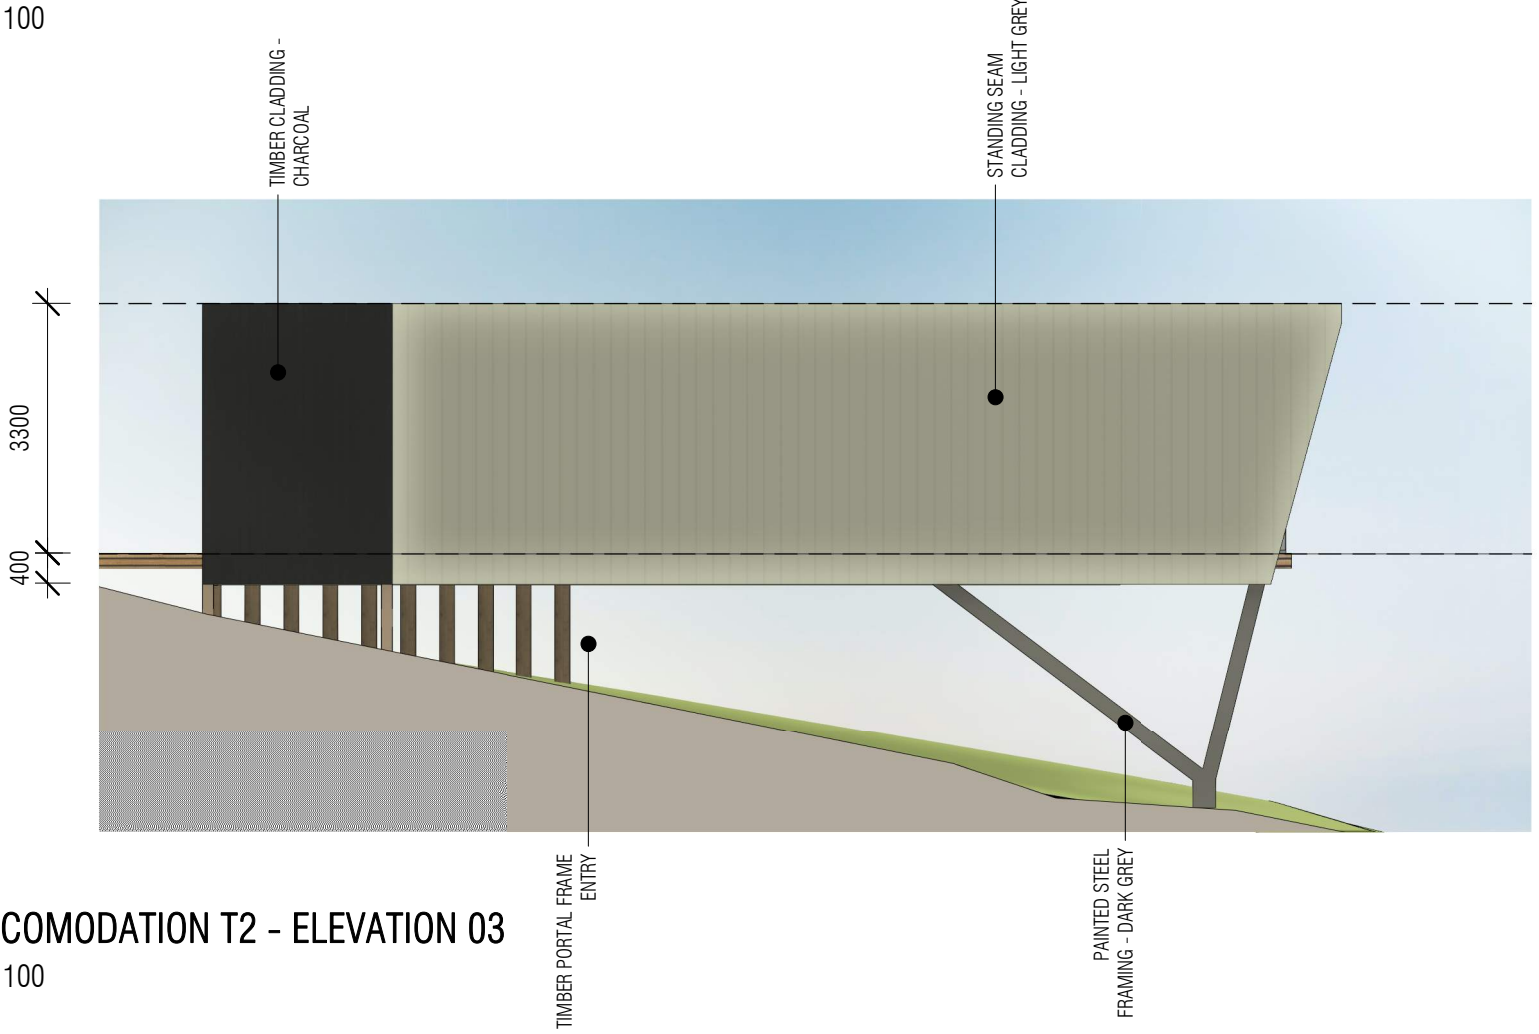 100
TIMBER CLADDING -
CHARCOAL
STANDING SEAM
CLADDING - LIGHT GREY
3300
400
TIMBER PORTAL FRAME
ENTRY
PAINTED STEEL
FRAMING - DARK GREY
COMODATION T2 - ELEVATION 03
100